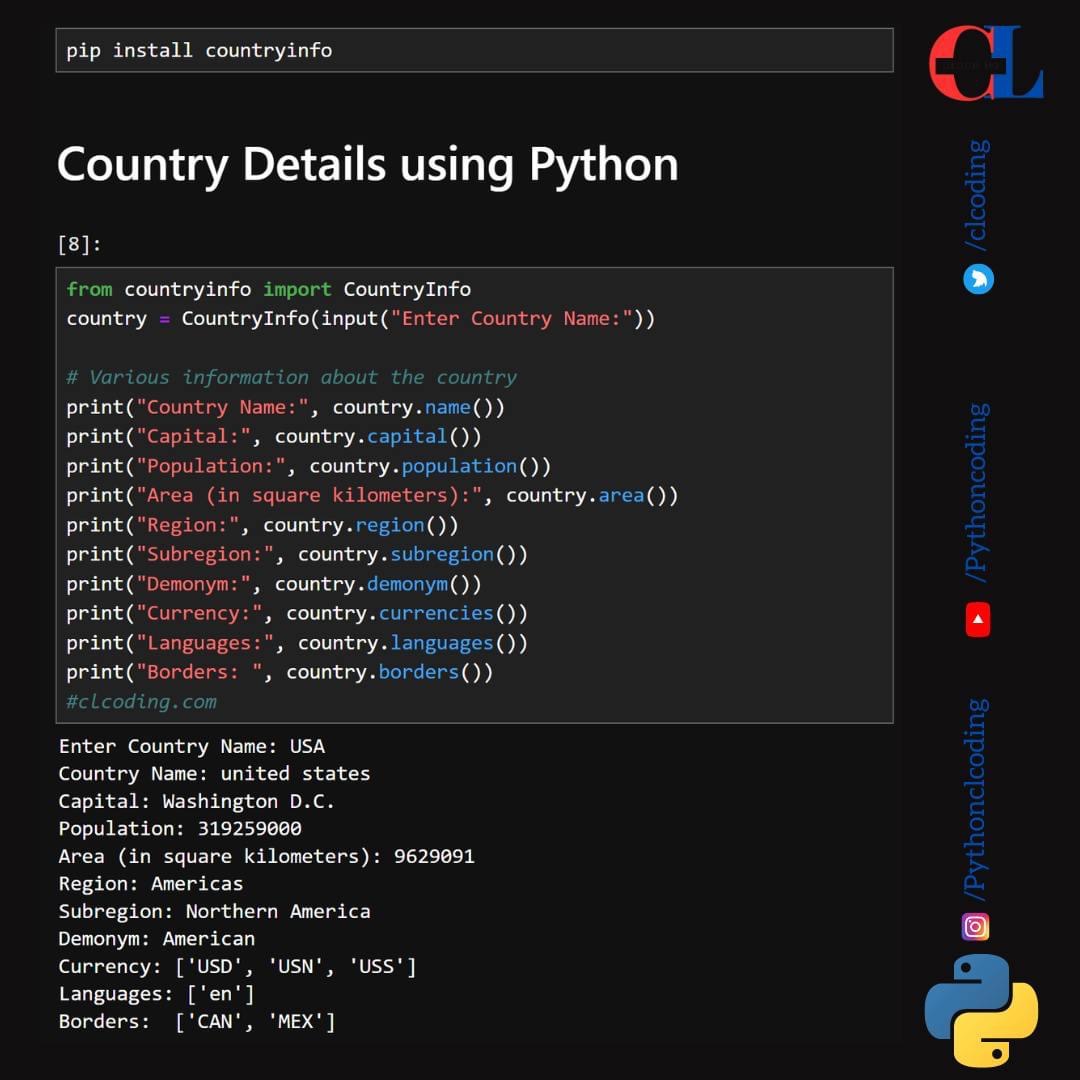 pip install countryinfo
Country Details using Python
[8]:
from countryinfo import CountryInfo
country = CountryInfo(input("Enter Country Name:"))
# Various information about the country
print("Country Name:", country.name())
print("Capital:", country.capital())
print("Population:", country.population())
print("Area (in square kilometers):", country.area())
print("Region:", country.region())
print("Subregion:", country.subregion())
print("Demonym:", country.demonym())
print("Currency:", country.currencies())
print("Languages:", country.languages())
print("Borders: ", country.borders())
#clcoding.com
Enter Country Name: USA
Country Name: united states
Capital: Washington D.C.
Population: 319259000
Area (in square kilometers): 9629091
Region: Americas
Subregion: Northern America
Demonym: American
Currency: ['USD', 'USN', 'USS']
Languages: ['en']
Borders:  ['CAN', 'MEX']
CL
/clcoding
/Pythoncoding
/Pythonclcoding